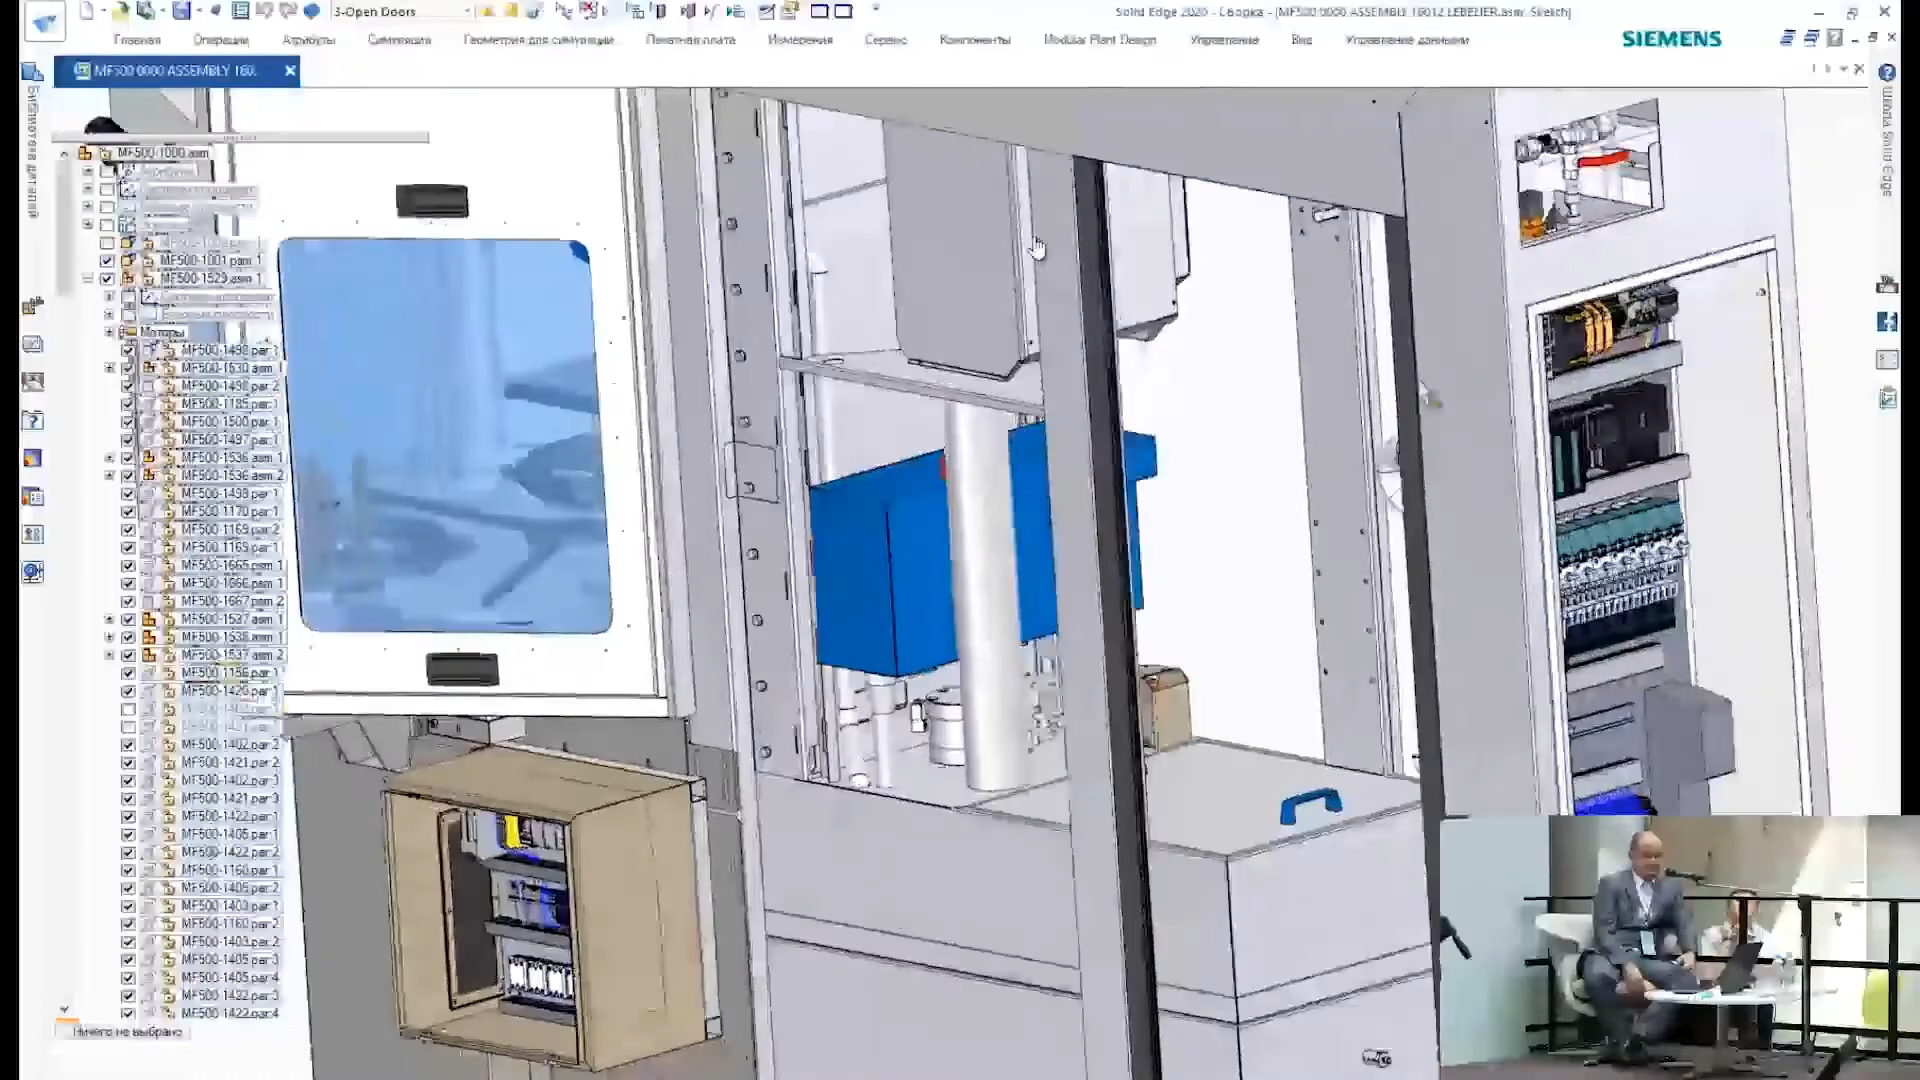 3-Open Doors
Solid Edge 2020 - Сборка - [MF500 0000 ASSEMBLY 16012 LEBELIER.asm Sketch]
Главная Операции Атрибуты Симуляция Геометрия для симуляции Печатная плата Измерения Сервис Компоненты Modular Plant Design Управление Вид Управление данными
SIEMENS
MF500 0000 ASSEMBLY 160.
Библиотека деталей
Школа Solid Edge
MF500-1000.asm
MF500-1001.psm:1
MF500-1529.asm:1
Моторы
MF500-1498.par:1
MF500-1530.asm:1
MF500-1498.par:2
MF500-1185.par:1
MF500-1500.par:1
MF500-1497.par:1
MF500-1536.asm:1
MF500-1536.asm:2
MF500-1499.par:1
MF500-1170.par:1
MF500-1169.par:2
MF500-1169.par:1
MF500-1665.psm:1
MF500-1666.psm:1
MF500-1667.psm:2
MF500-1537.asm:1
MF500-1538.asm:1
MF500-1537.asm:2
MF500-1156.par:1
MF500-1420.par:1
MF500-1402.par:2
MF500-1421.par:2
MF500-1402.par:3
MF500-1421.par:3
MF500-1422.par:1
MF500-1405.par:1
MF500-1422.par:2
MF500-1160.par:1
MF500-1405.par:2
MF500-1403.par:1
MF500-1160.par:2
MF500-1403.par:2
MF500-1405.par:3
MF500-1405.par:4
MF500-1422.par:3
MF500-1422.par:4
Ничего не выбрано